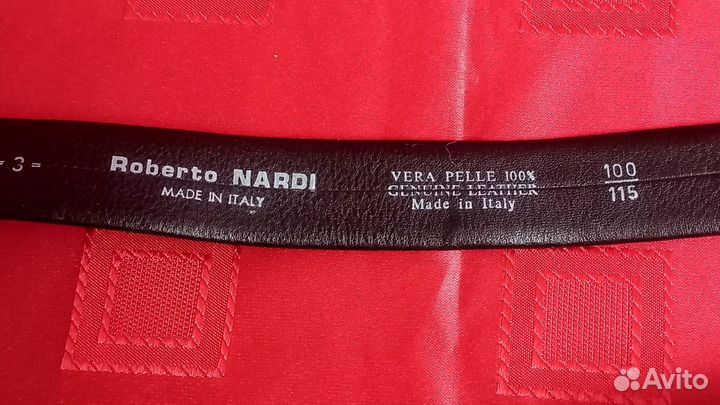 = 3 =
Roberto NARDI
MADE IN ITALY
VERA PELLE 100%
GENUINE LEATHER
Made in Italy
100
115
Avito